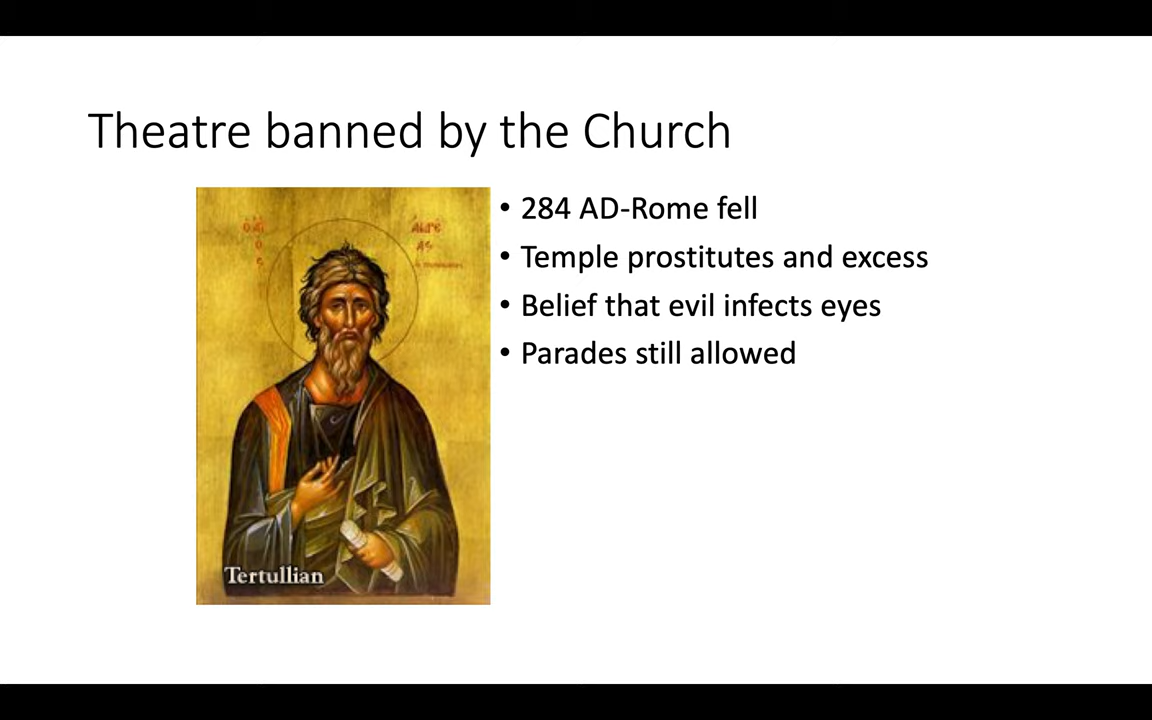 Theatre banned by the Church
• 284 AD-Rome fell
• Temple prostitutes and excess
• Belief that evil infects eyes
• Parades still allowed
Tertullian